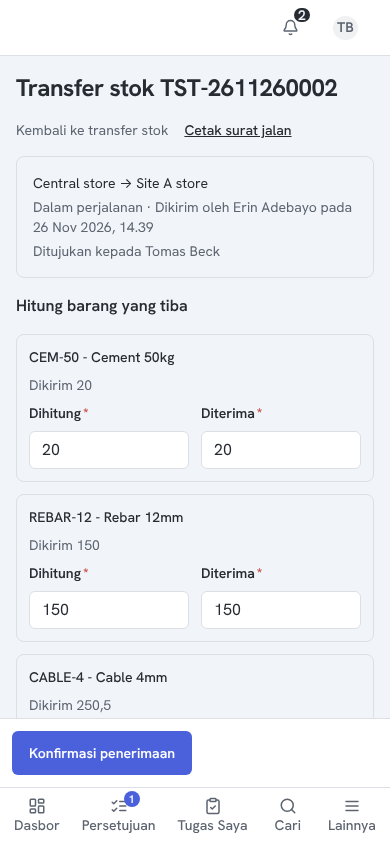 2
TB
Transfer stok TST-2611260002
Kembali ke transfer stok Cetak surat jalan
Central store → Site A store
Dalam perjalanan · Dikirim oleh Erin Adebayo pada
26 Nov 2026, 14.39
Ditujukan kepada Tomas Beck
Hitung barang yang tiba
CEM-50 - Cement 50kg
Dikirim 20
Dihitung* Diterima*
20 20
REBAR-12 - Rebar 12mm
Dikirim 150
Dihitung* Diterima*
150 150
CABLE-4 - Cable 4mm
Dikirim 250,5
Konfirmasi penerimaan
1
Dasbor Persetujuan Tugas Saya Cari Lainnya